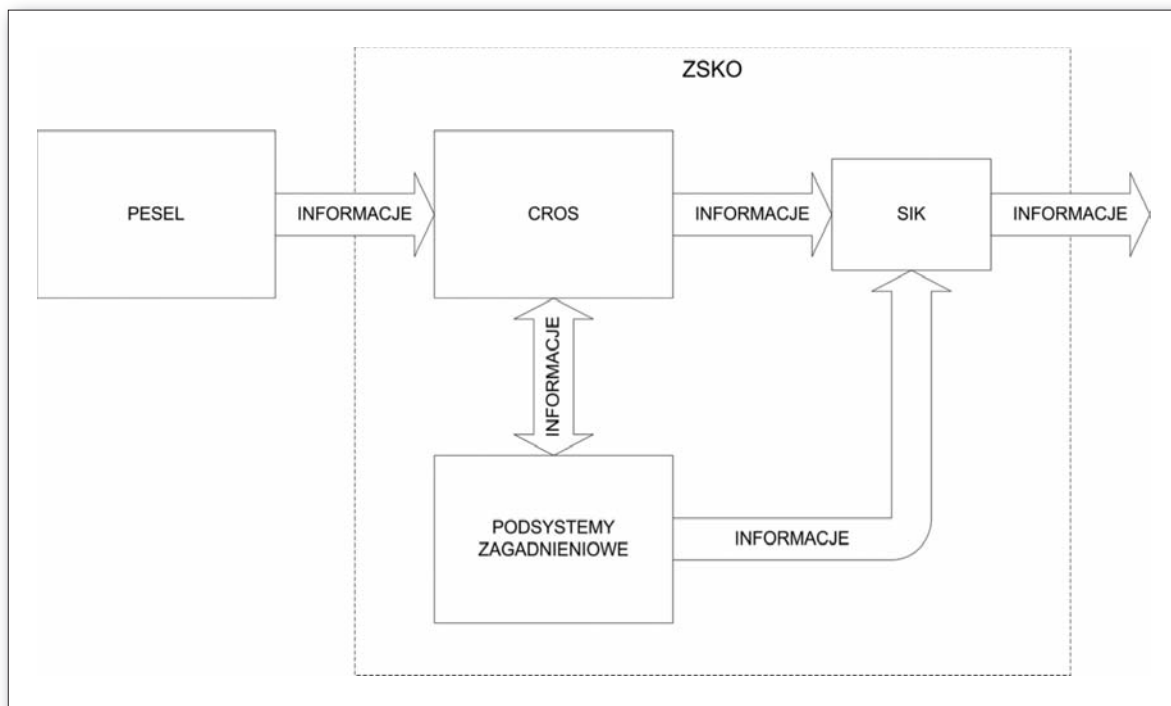 ZSKO
PESEL
INFORMACJE
CROS
INFORMACJE
SIK
INFORMACJE
INFORMACJE
PODSYSTEMY
ZAGADNIENIOWE
INFORMACJE